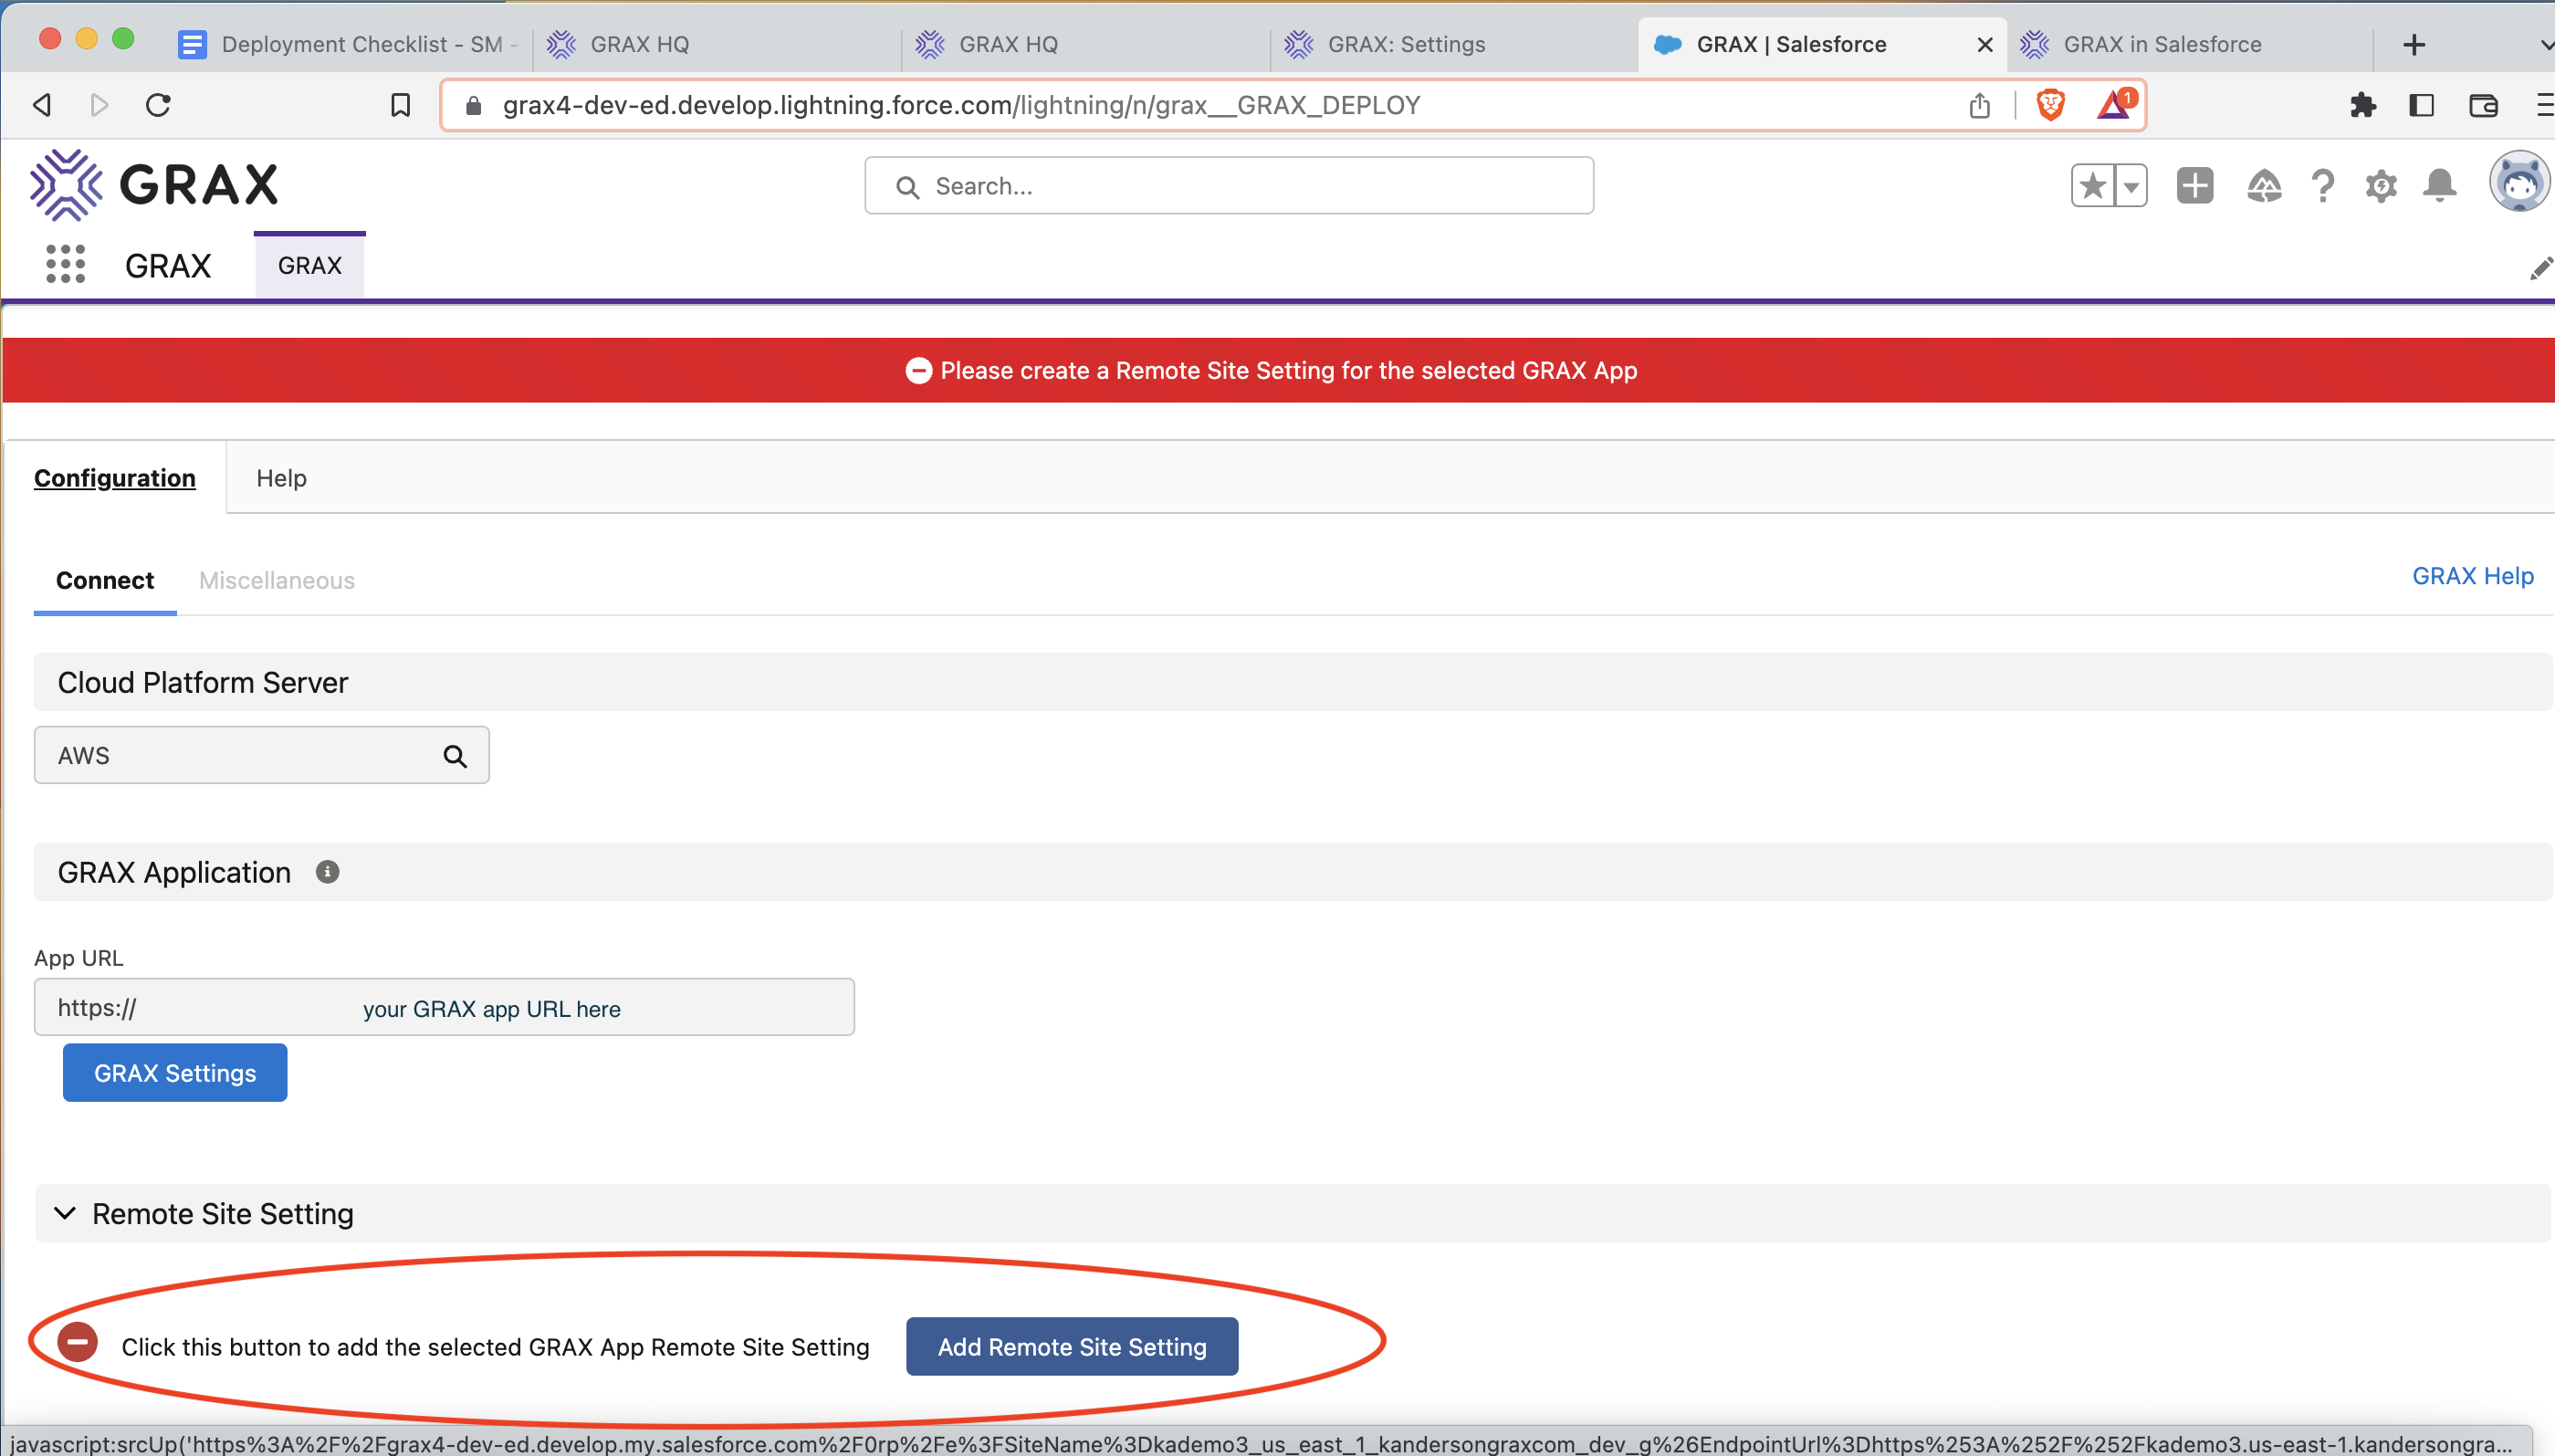 Deployment Checklist - SM -
GRAX HQ
GRAX HQ
GRAX: Settings
GRAX | Salesforce
GRAX in Salesforce
grax4-dev-ed.develop.lightning.force.com/lightning/n/grax__GRAX_DEPLOY
1
GRAX
Search...
GRAX
GRAX
Please create a Remote Site Setting for the selected GRAX App
Configuration
Help
Connect
Miscellaneous
GRAX Help
Cloud Platform Server
AWS
GRAX Application
App URL
https://
your GRAX app URL here
GRAX Settings
Remote Site Setting
Click this button to add the selected GRAX App Remote Site Setting
Add Remote Site Setting
javascript:srcUp('https%3A%2F%2Fgrax4-dev-ed.develop.my.salesforce.com%2F0rp%2Fe%3FSiteName%3Dkademo3_us_east_1_kandersongraxcom_dev_g%26EndpointUrl%3Dhttps%253A%252F%252Fkademo3.us-east-1.kandersongra...